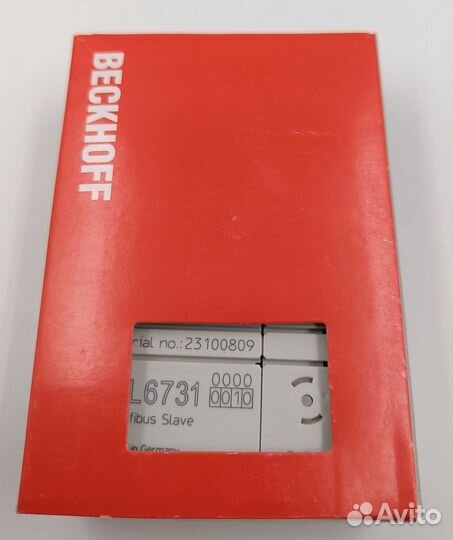 BECKHOFF
rial no.:23100809
L6731 0000
0010
fibus Slave
in Germany
Avito